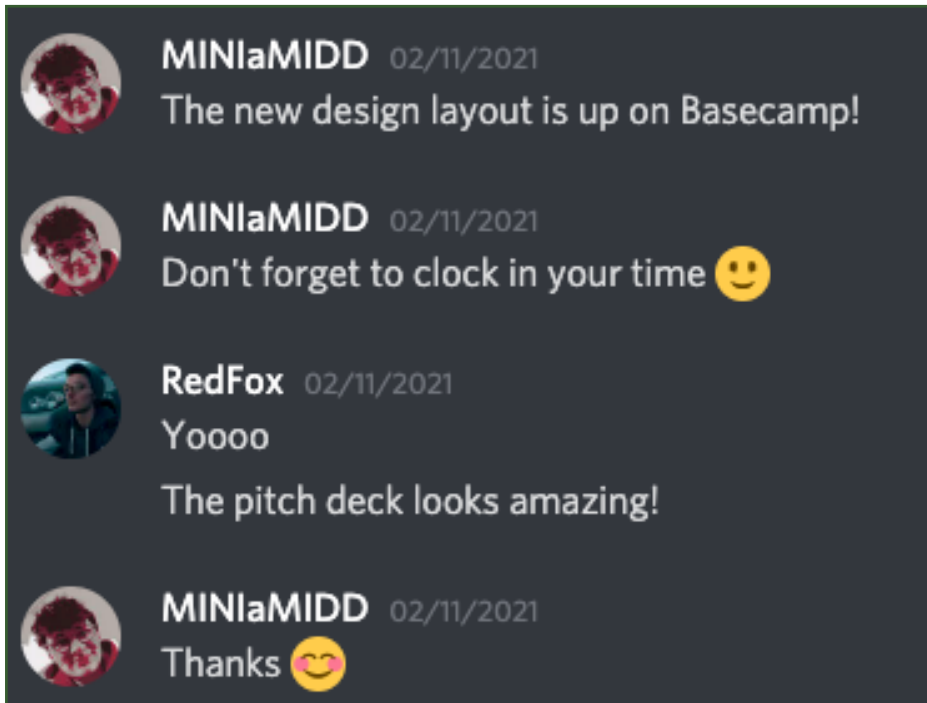 MINIaMIDD 02/11/2021
The new design layout is up on Basecamp!
MINIaMIDD 02/11/2021
Don't forget to clock in your time 🙂
RedFox 02/11/2021
Yoooo
The pitch deck looks amazing!
MINIaMIDD 02/11/2021
Thanks 😊